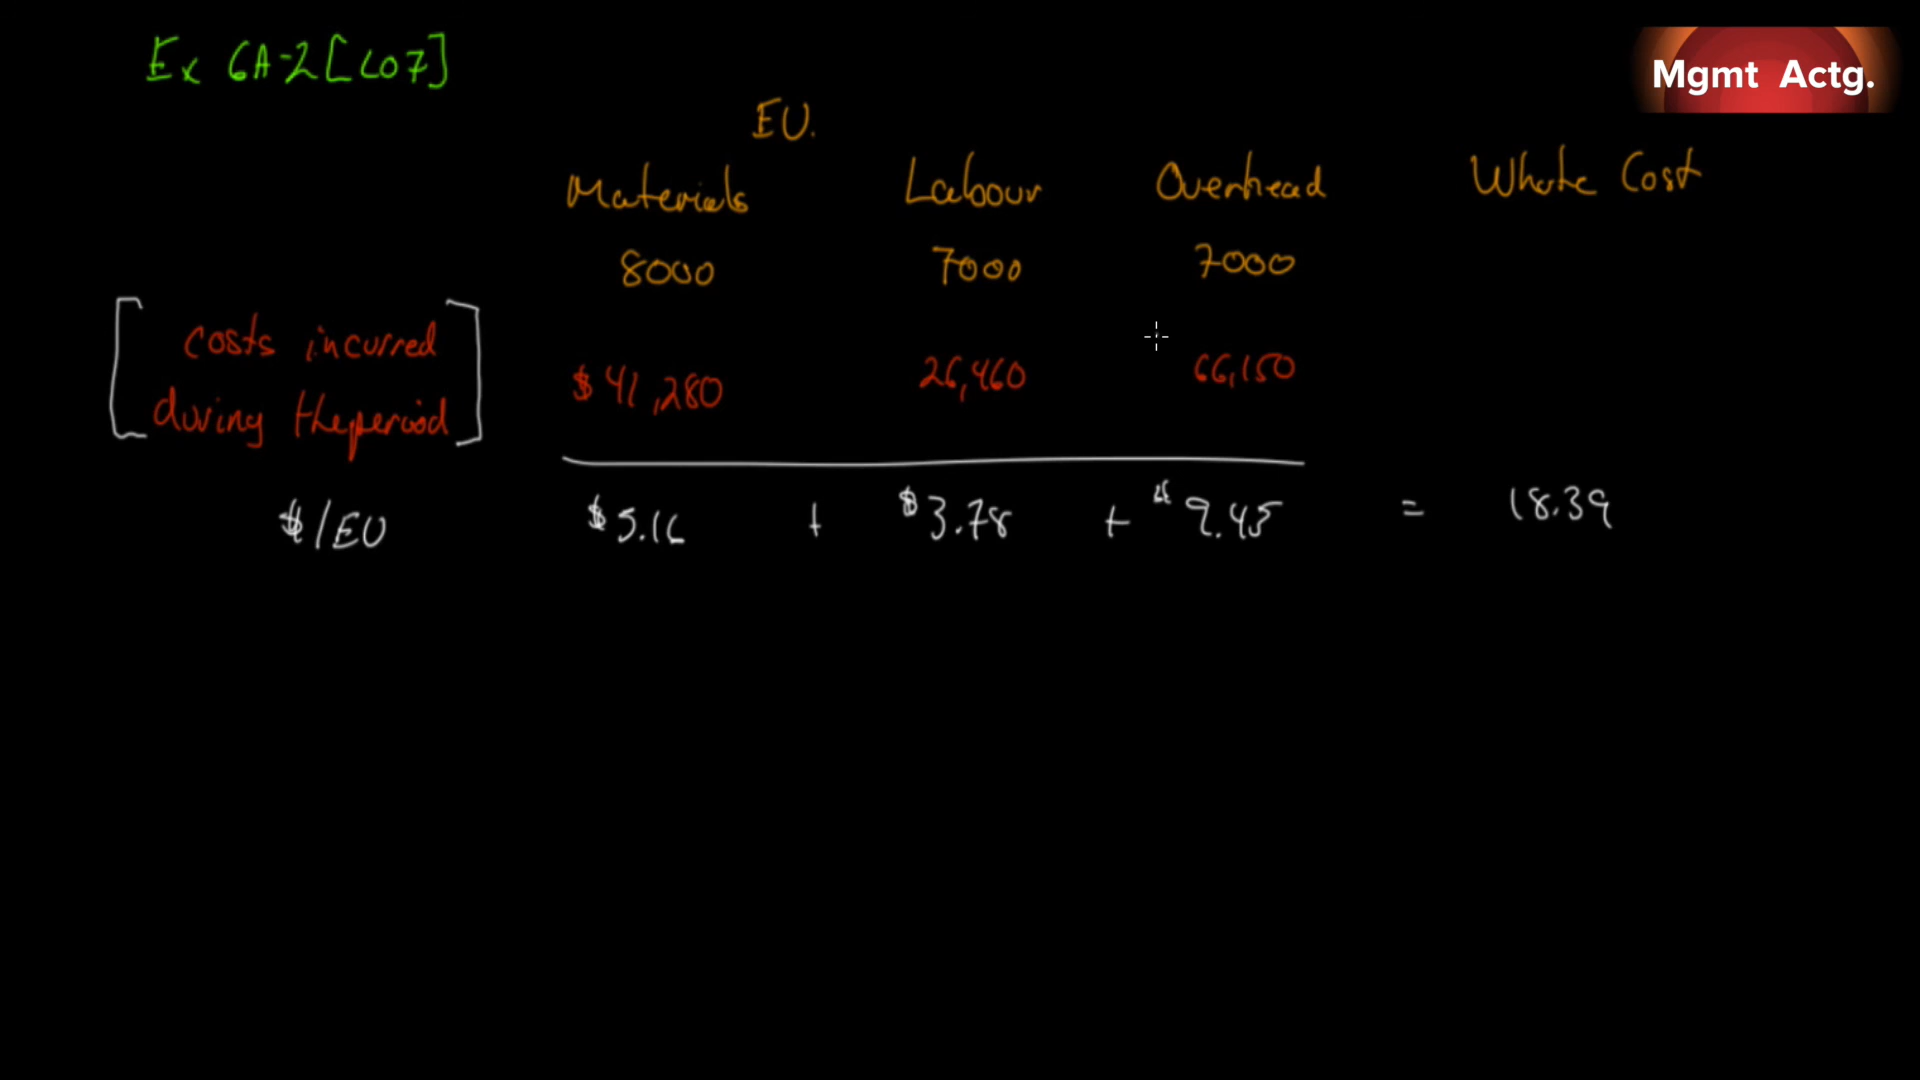 Ex 6A-2 [LO7]
Mgmt Actg.
EU.
Materials Labour Overhead Whole Cost
8000 7000 7000
[costs incurred during the period] $41,280 26,460 66,150
$/EU $5.16 + $3.78 + 9.45 = 18.39